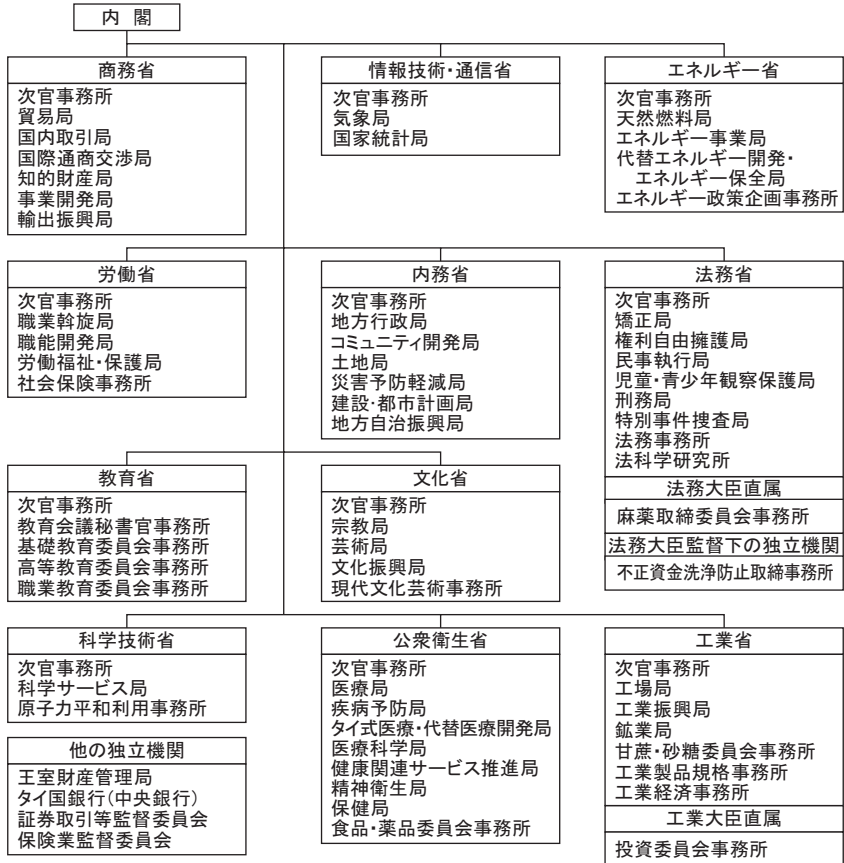 内 閣
商務省
次官事務所
貿易局
国内取引局
国際通商交渉局
知的財産局
事業開発局
輸出振興局
情報技術・通信省
次官事務所
気象局
国家統計局
エネルギー省
次官事務所
天然燃料局
エネルギー事業局
代替エネルギー開発・
エネルギー保全局
エネルギー政策企画事務所
労働省
次官事務所
職業斡旋局
職能開発局
労働福祉・保護局
社会保険事務所
内務省
次官事務所
地方行政局
コミュニティ開発局
土地局
災害予防軽減局
建設・都市計画局
地方自治振興局
法務省
次官事務所
矯正局
権利自由擁護局
民事執行局
児童・青少年観察保護局
刑務局
特別事件捜査局
法務事務所
法科学研究所
法務大臣直属
麻薬取締委員会事務所
法務大臣監督下の独立機関
不正資金洗浄防止取締事務所
教育省
次官事務所
教育会議秘書官事務所
基礎教育委員会事務所
高等教育委員会事務所
職業教育委員会事務所
文化省
次官事務所
宗教局
芸術局
文化振興局
現代文化芸術事務所
科学技術省
次官事務所
科学サービス局
原子力平和利用事務所
他の独立機関
王室財産管理局
タイ国銀行(中央銀行)
証券取引等監督委員会
保険業監督委員会
公衆衛生省
次官事務所
医療局
疾病予防局
タイ式医療・代替医療開発局
医療科学局
健康関連サービス推進局
精神衛生局
保健局
食品・薬品委員会事務所
工業省
次官事務所
工場局
工業振興局
鉱業局
甘蔗・砂糖委員会事務所
工業製品規格事務所
工業経済事務所
工業大臣直属
投資委員会事務所